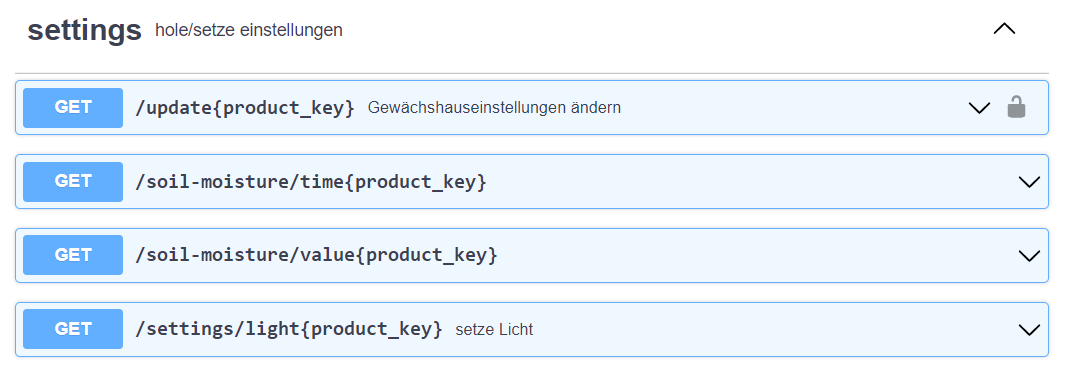 settings hole/setze einstellungen
GET /update{product_key} Gewächshauseinstellungen ändern
GET /soil-moisture/time{product_key}
GET /soil-moisture/value{product_key}
GET /settings/light{product_key} setze Licht